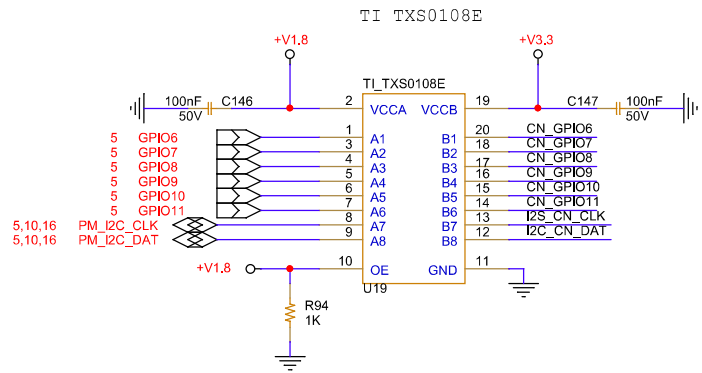 TI TXS0108E
+V1.8
+V3.3
TI_TXS0108E
100nF
50V
C146
2
VCCA
VCCB
19
C147
100nF
50V
5 GPIO6
1
A1
B1
20
CN_GPIO6
5 GPIO7
3
A2
B2
18
CN_GPIO7
5 GPIO8
4
A3
B3
17
CN_GPIO8
5 GPIO9
5
A4
B4
16
CN_GPIO9
5 GPIO10
6
A5
B5
15
CN_GPIO10
5 GPIO11
7
A6
B6
14
CN_GPIO11
5,10,16 PM_I2C_CLK
8
A7
B7
13
I2S_CN_CLK
5,10,16 PM_I2C_DAT
9
A8
B8
12
I2C_CN_DAT
+V1.8
10
OE
GND
11
U19
R94
1K